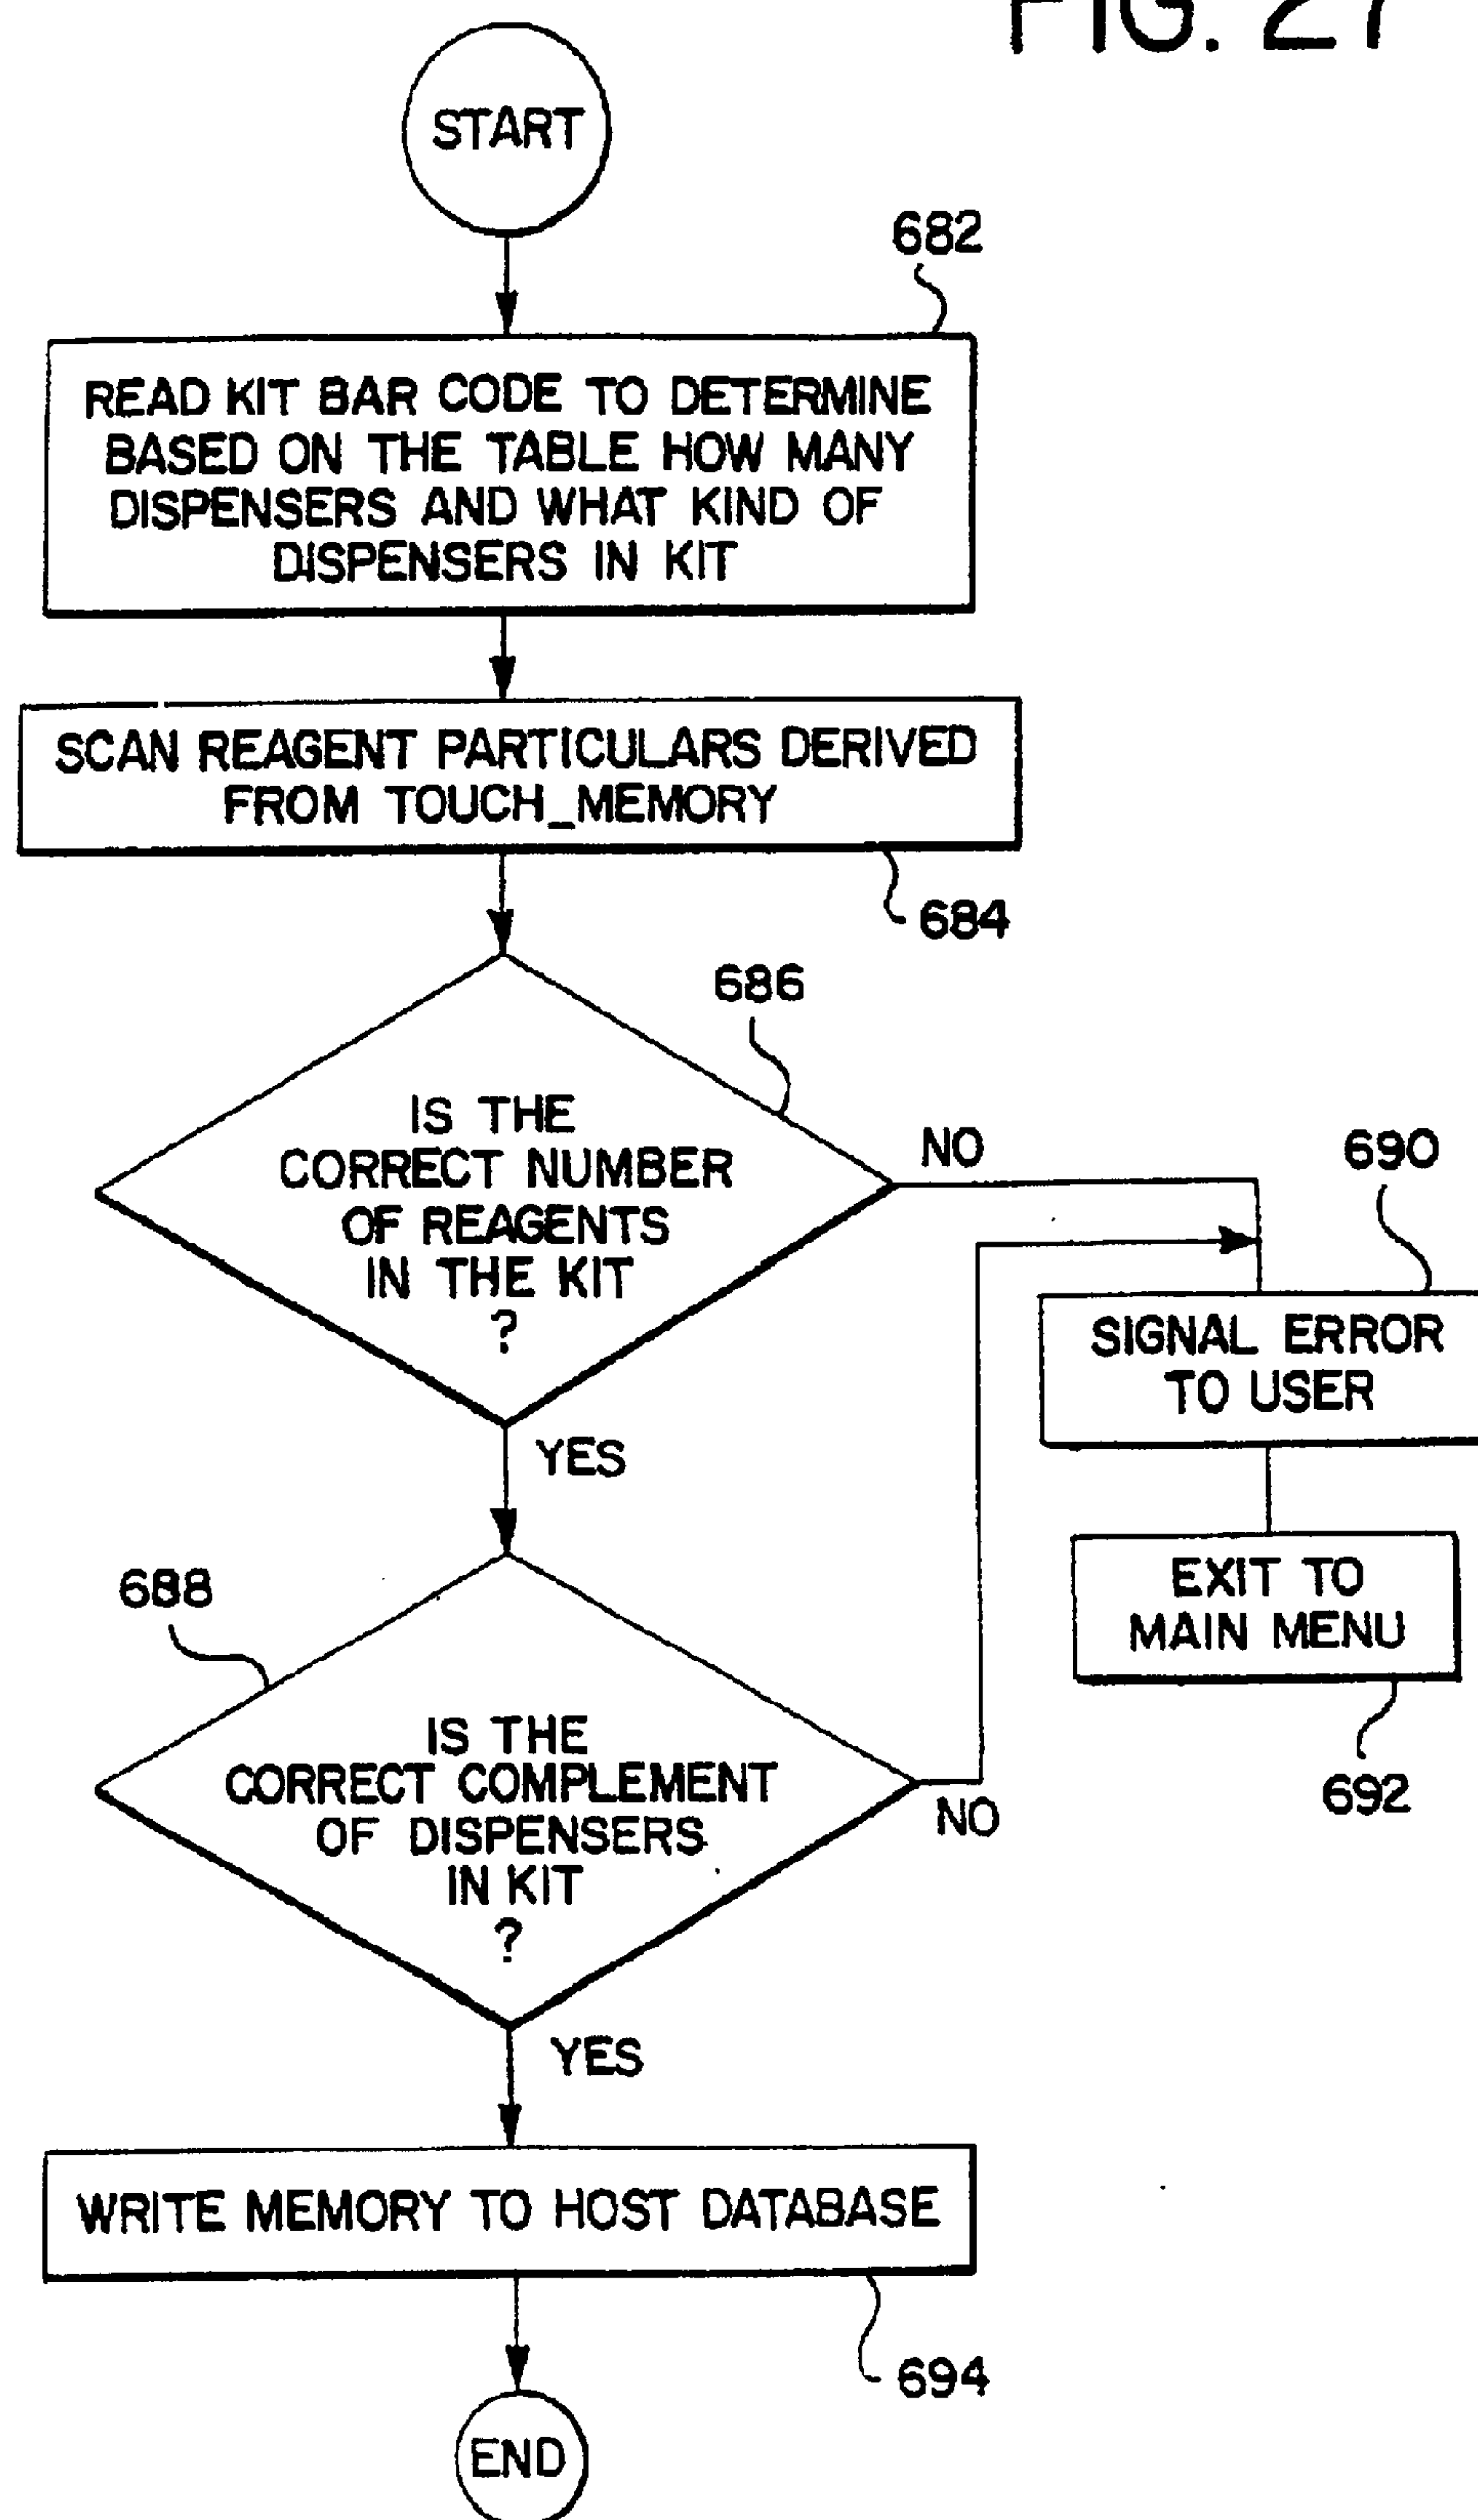 FIG. 27
START
682
READ KIT BAR CODE TO DETERMINE
BASED ON THE TABLE HOW MANY
DISPENSERS AND WHAT KIND OF
DISPENSERS IN KIT
SCAN REAGENT PARTICULARS DERIVED
FROM TOUCH_MEMORY
684
686
IS THE
CORRECT NUMBER
OF REAGENTS
IN THE KIT
?
NO
690
SIGNAL ERROR
TO USER
YES
EXIT TO
MAIN MENU
692
688
IS THE
CORRECT COMPLEMENT
OF DISPENSERS
IN KIT
?
NO
YES
WRITE MEMORY TO HOST DATABASE
694
END